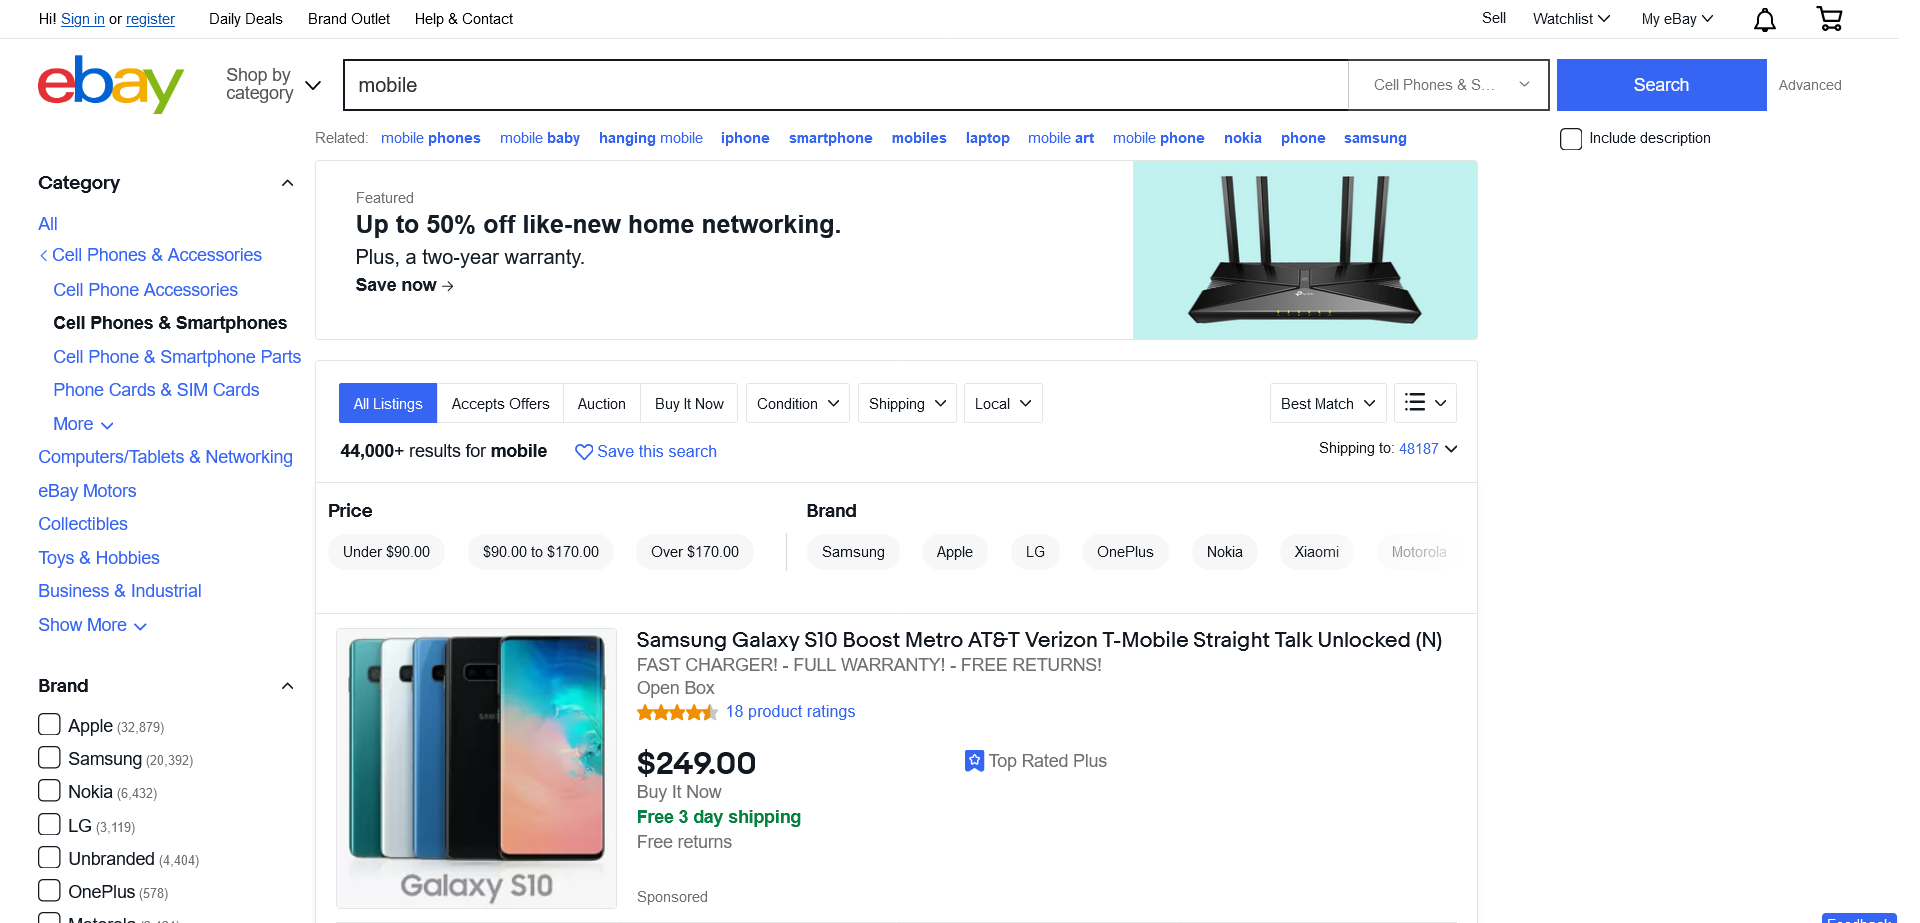 Hi! Sign in or register
Daily Deals
Brand Outlet
Help & Contact
Sell
Watchlist
My eBay
ebay
Shop by
category
mobile
Cell Phones & S...
Search
Advanced
Related: mobile phones mobile baby hanging mobile iphone smartphone mobiles laptop mobile art mobile phone nokia phone samsung
Include description
Category
All
Cell Phones & Accessories
Cell Phone Accessories
Cell Phones & Smartphones
Cell Phone & Smartphone Parts
Phone Cards & SIM Cards
More
Computers/Tablets & Networking
eBay Motors
Collectibles
Toys & Hobbies
Business & Industrial
Show More
Brand
Apple (32,879)
Samsung (20,392)
Nokia (6,432)
LG (3,119)
Unbranded (4,404)
OnePlus (578)
Featured
Up to 50% off like-new home networking.
Plus, a two-year warranty.
Save now →
All Listings
Accepts Offers
Auction
Buy It Now
Condition
Shipping
Local
Best Match
44,000+ results for mobile
Save this search
Shipping to: 48187
Price
Under $90.00
$90.00 to $170.00
Over $170.00
Brand
Samsung
Apple
LG
OnePlus
Nokia
Xiaomi
Motorola
Galaxy S10
Samsung Galaxy S10 Boost Metro AT&T Verizon T-Mobile Straight Talk Unlocked (N)
FAST CHARGER! - FULL WARRANTY! - FREE RETURNS!
Open Box
18 product ratings
$249.00
Buy It Now
Free 3 day shipping
Free returns
Top Rated Plus
Sponsored
Feedback